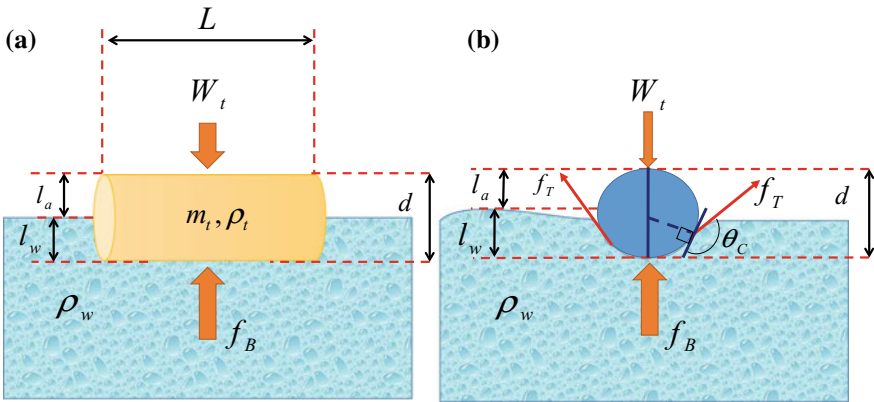 (a)
L
W_t
l_a
m_t, ρ_t
d
l_w
ρ_w
f_B
(b)
W_t
l_a
f_T
f_T
d
l_w
θ_C
ρ_w
f_B